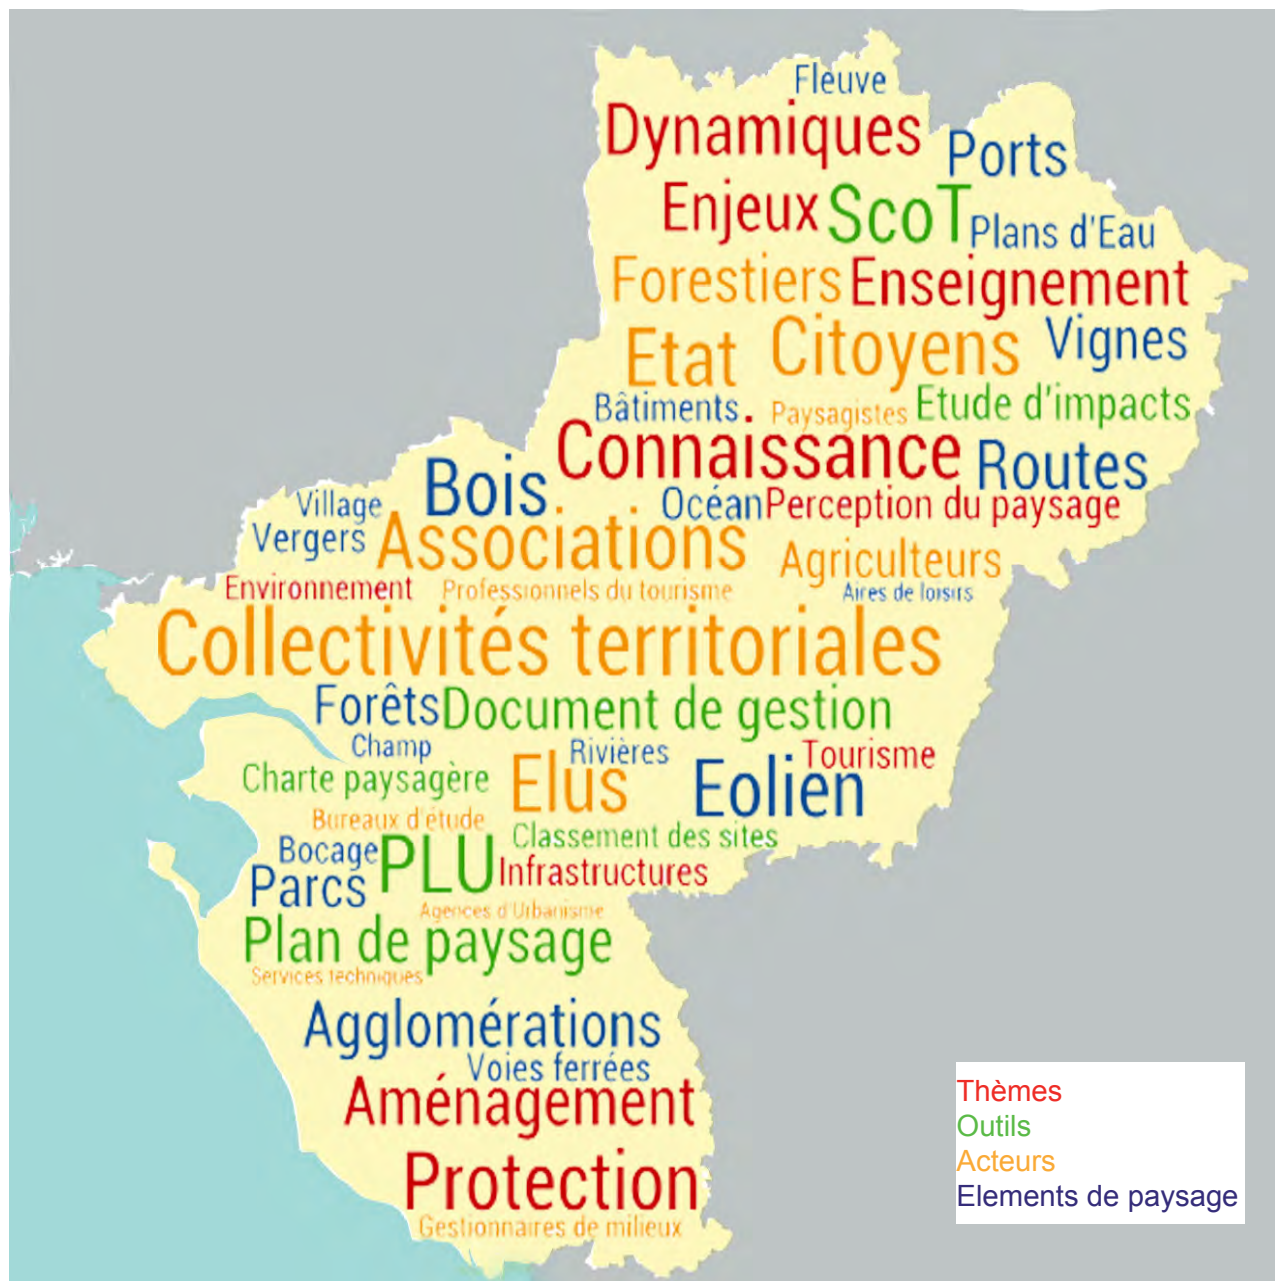 Fleuve
Dynamiques
Ports
Enjeux ScoT
Plans d'Eau
Forestiers Enseignement
Etat Citoyens Vignes
Bâtiments. Paysagistes Etude d'impacts
Connaissance Routes
Bois
Village Océan Perception du paysage
Vergers Associations Agriculteurs
Environnement Professionnels du tourisme Aires de loisirs
Collectivités territoriales
Forêts Document de gestion
Champ Rivières Tourisme
Charte paysagère Elus Eolien
Bureaux d'étude
Classement des sites
Bocage PLU Infrastructures
Parcs
Agences d'Urbanisme
Plan de paysage
Services techniques
Agglomérations
Voies ferrées
Aménagement
Protection
Gestionnaires de milieux
Thèmes
Outils
Acteurs
Elements de paysage